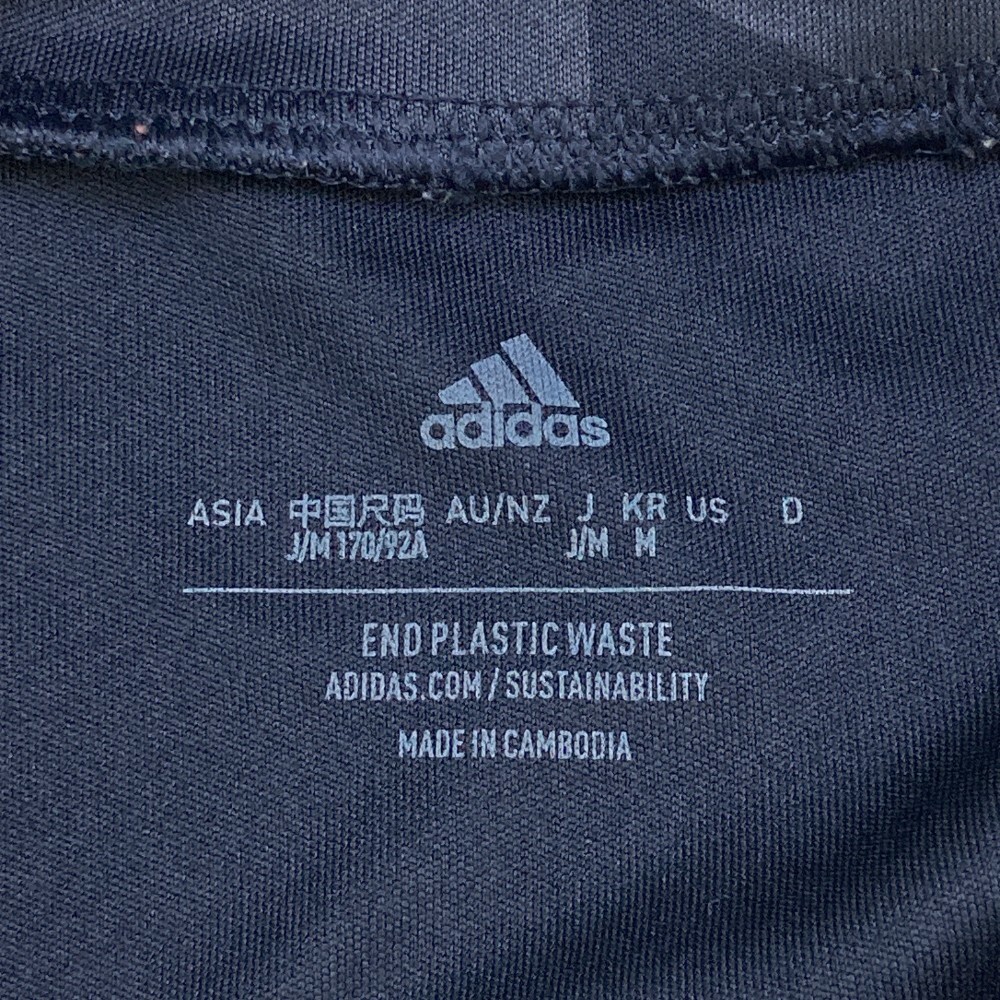 adidas
ASIA 中国尺码 AU/NZ J KR US D
J/M 170/92A J/M M
END PLASTIC WASTE
ADIDAS.COM/SUSTAINABILITY
MADE IN CAMBODIA